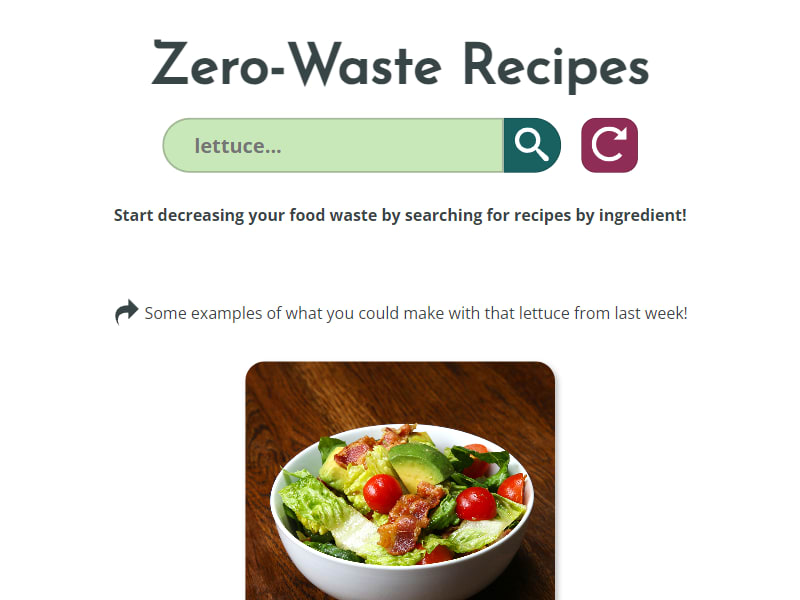 Zero-Waste Recipes
lettuce...
Start decreasing your food waste by searching for recipes by ingredient!
Some examples of what you could make with that lettuce from last week!